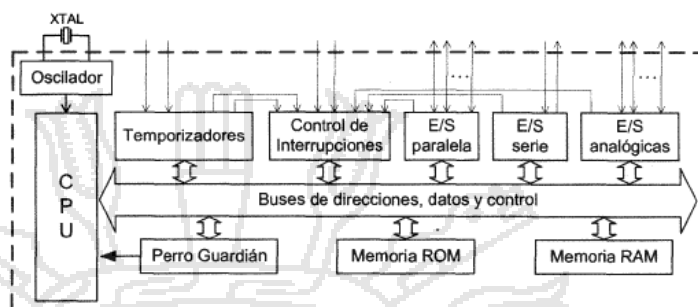 XTAL
Oscilador
CPU
Temporizadores
Control de
Interrupciones
E/S
paralela
E/S
serie
E/S
analógicas
Buses de direcciones, datos y control
Perro Guardián
Memoria ROM
Memoria RAM